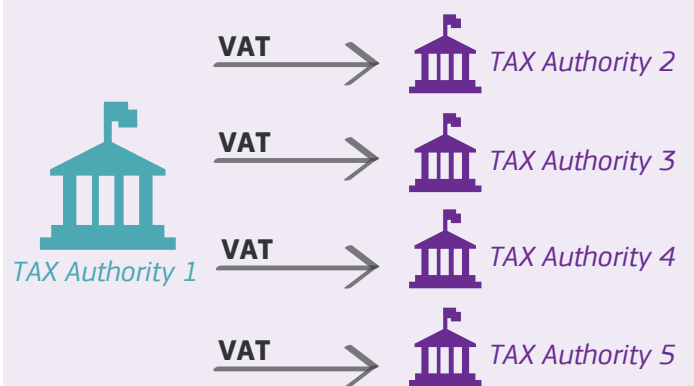 VAT
TAX Authority 2
VAT
TAX Authority 3
TAX Authority 1
VAT
TAX Authority 4
VAT
TAX Authority 5